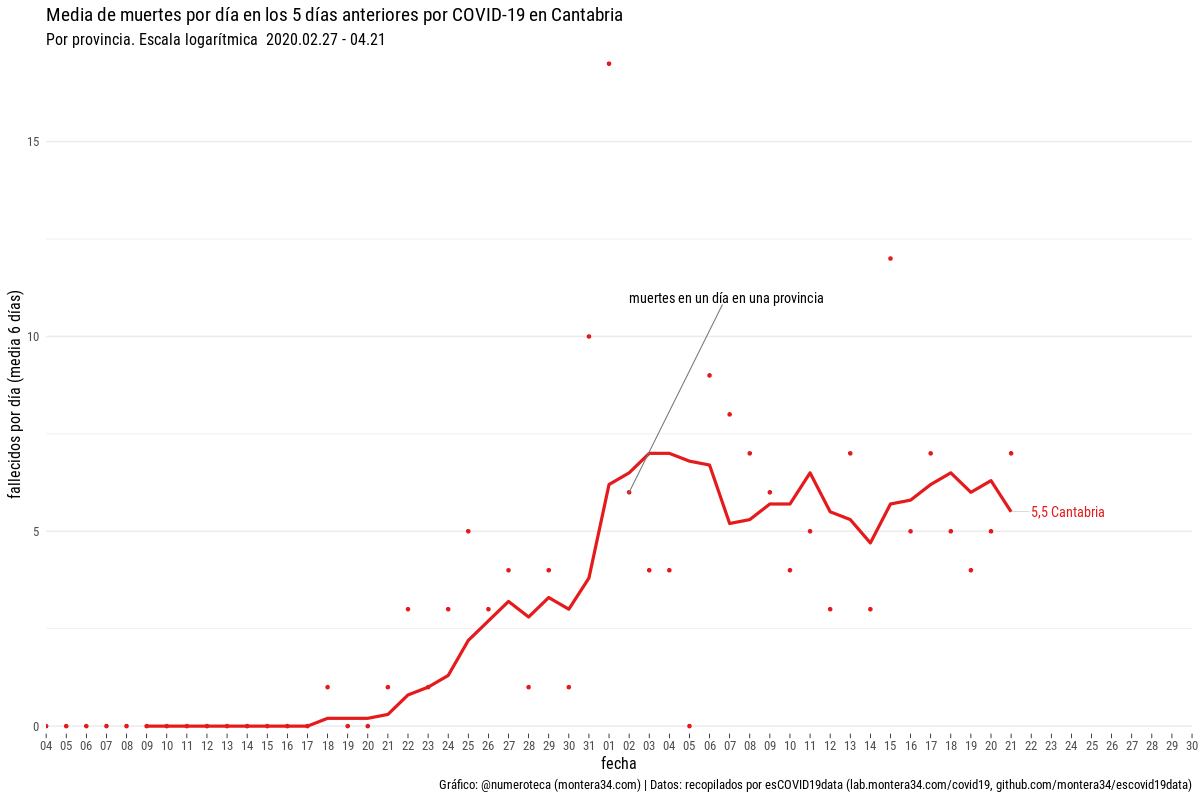 Media de muertes por día en los 5 días anteriores por COVID-19 en Cantabria
Por provincia. Escala logarítmica  2020.02.27 - 04.21
15
muertes en un día en una provincia
10
fallecidos por día (media 6 días)
5
5,5 Cantabria
0
04 05 06 07 08 09 10 11 12 13 14 15 16 17 18 19 20 21 22 23 24 25 26 27 28 29 30 31 01 02 03 04 05 06 07 08 09 10 11 12 13 14 15 16 17 18 19 20 21 22 23 24 25 26 27 28 29 30
fecha
Gráfico: @numeroteca (montera34.com) | Datos: recopilados por esCOVID19data (lab.montera34.com/covid19, github.com/montera34/escovid19data)